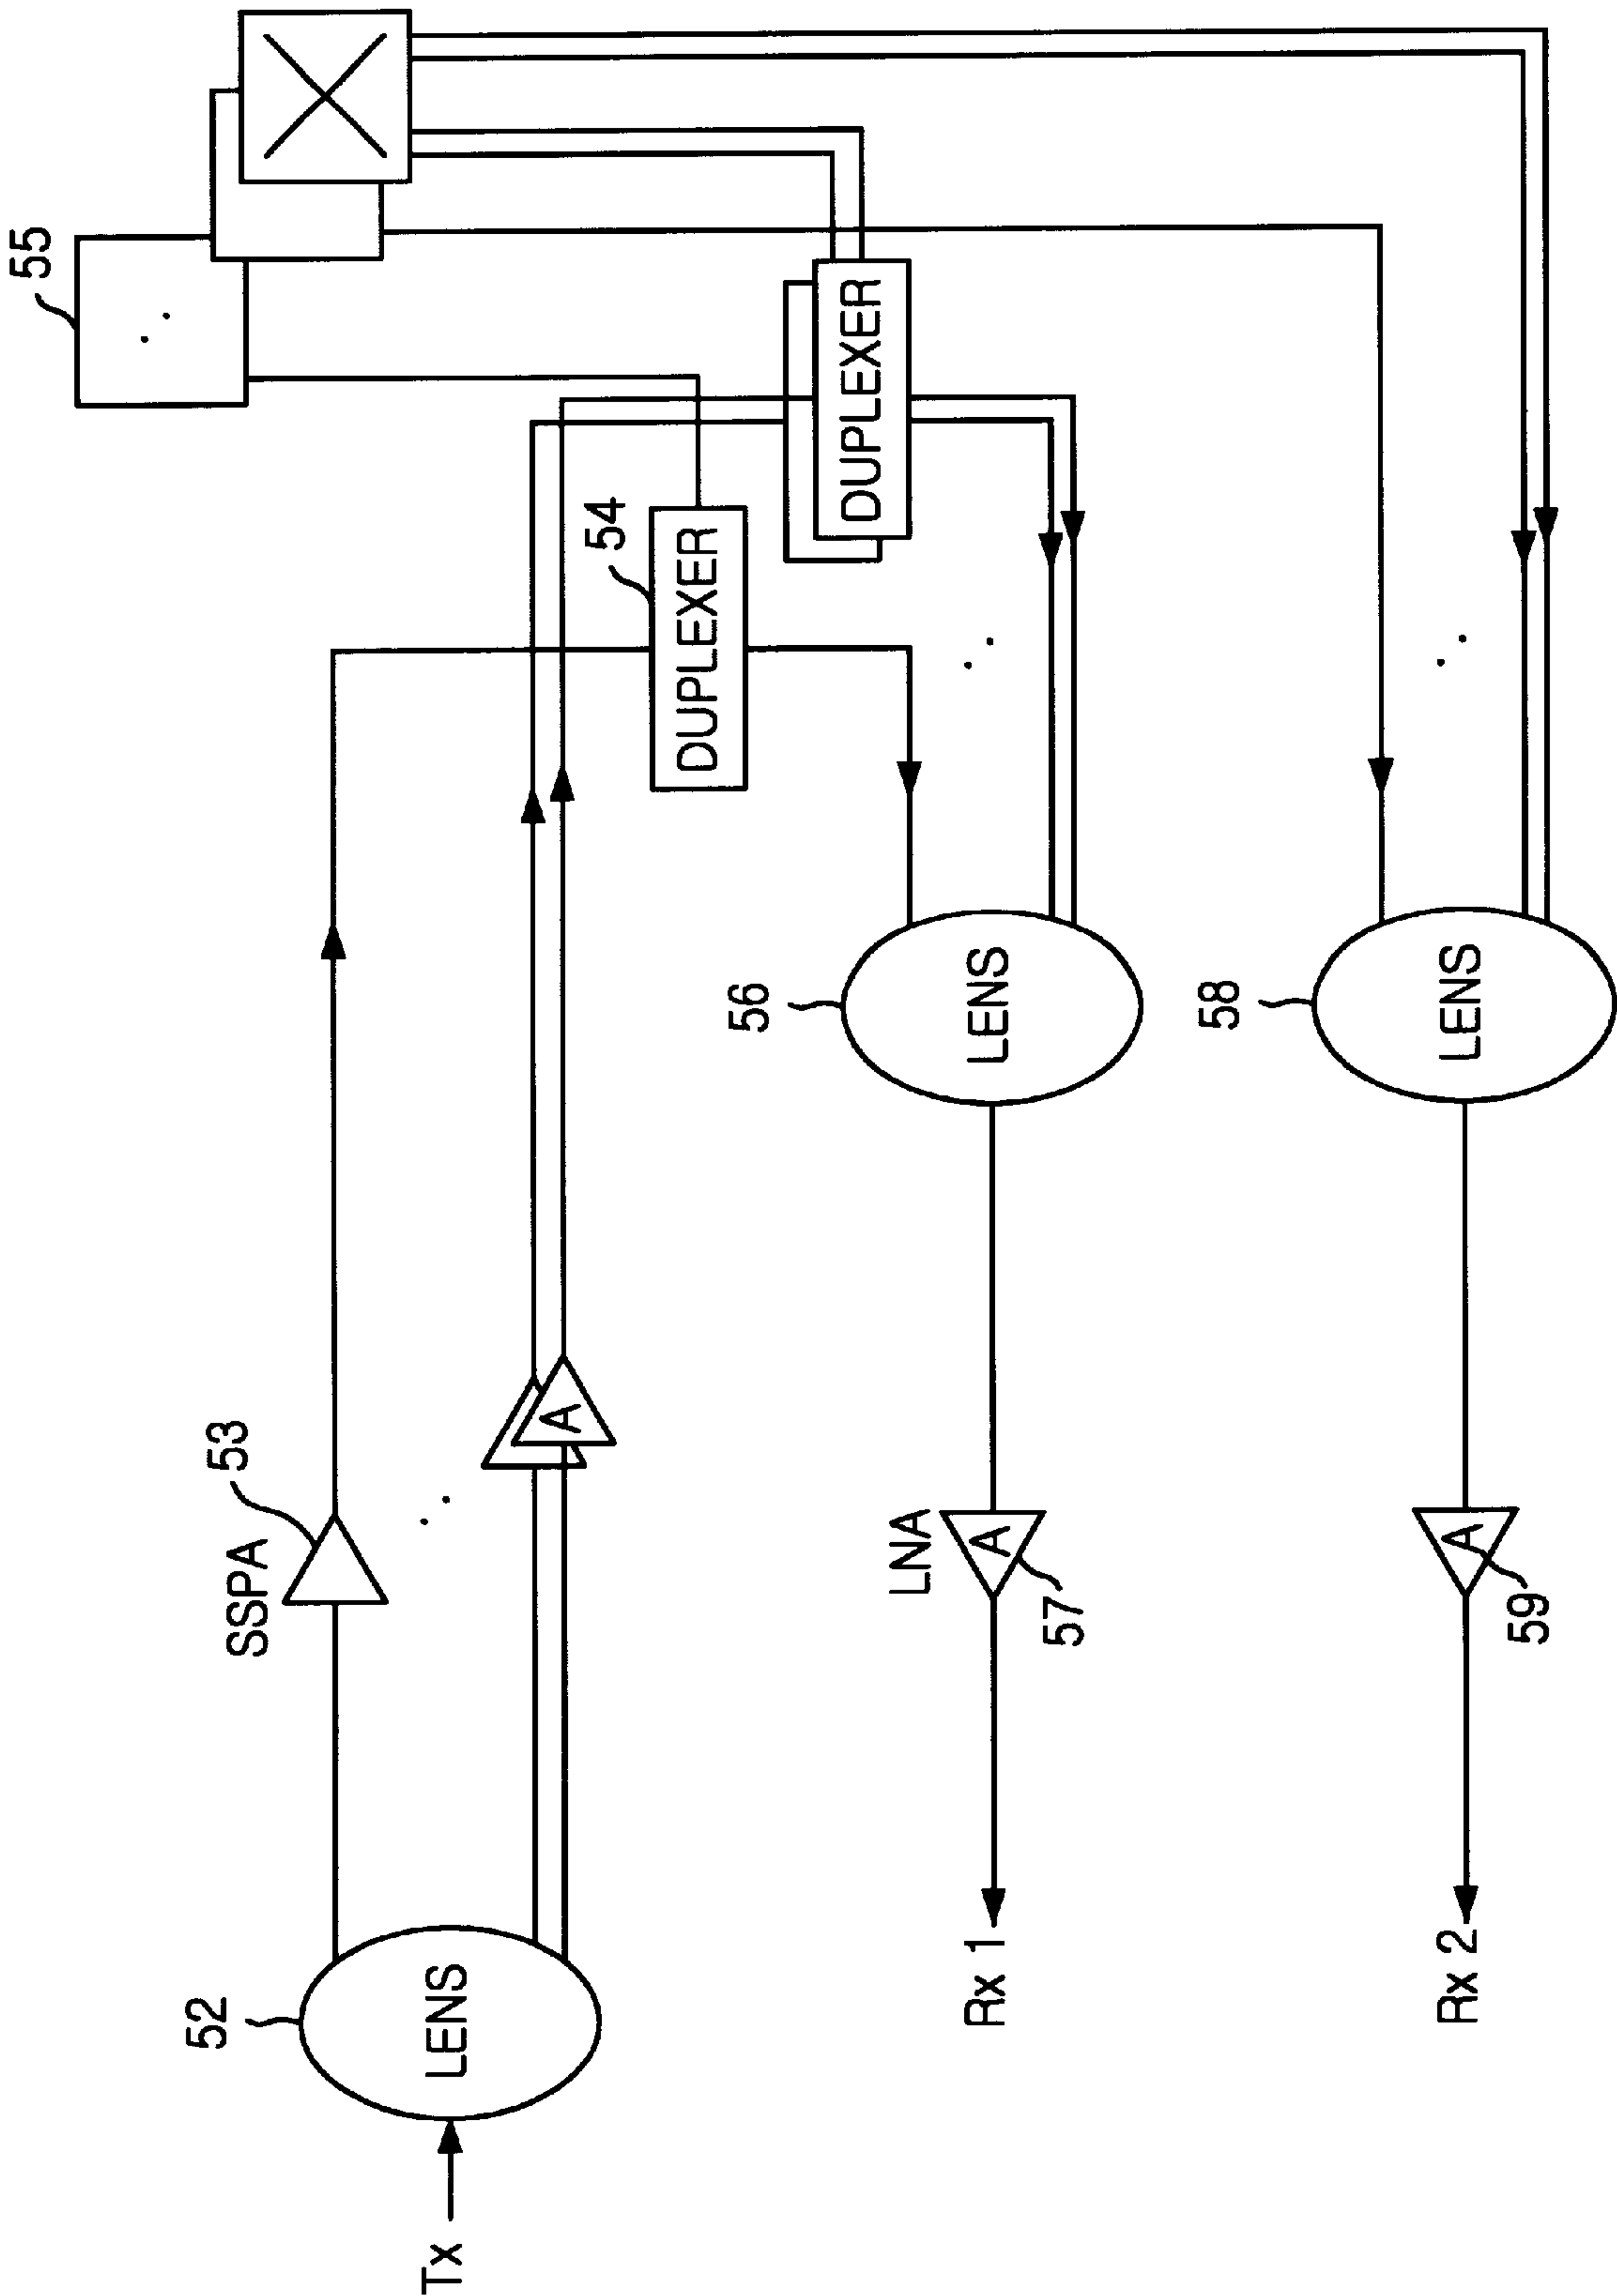 55
54
DUPLEXER
DUPLEXER
SSPA
53
A
52
LENS
Tx
56
LENS
LNA
A
57
Rx 1
58
LENS
A
59
Rx 2